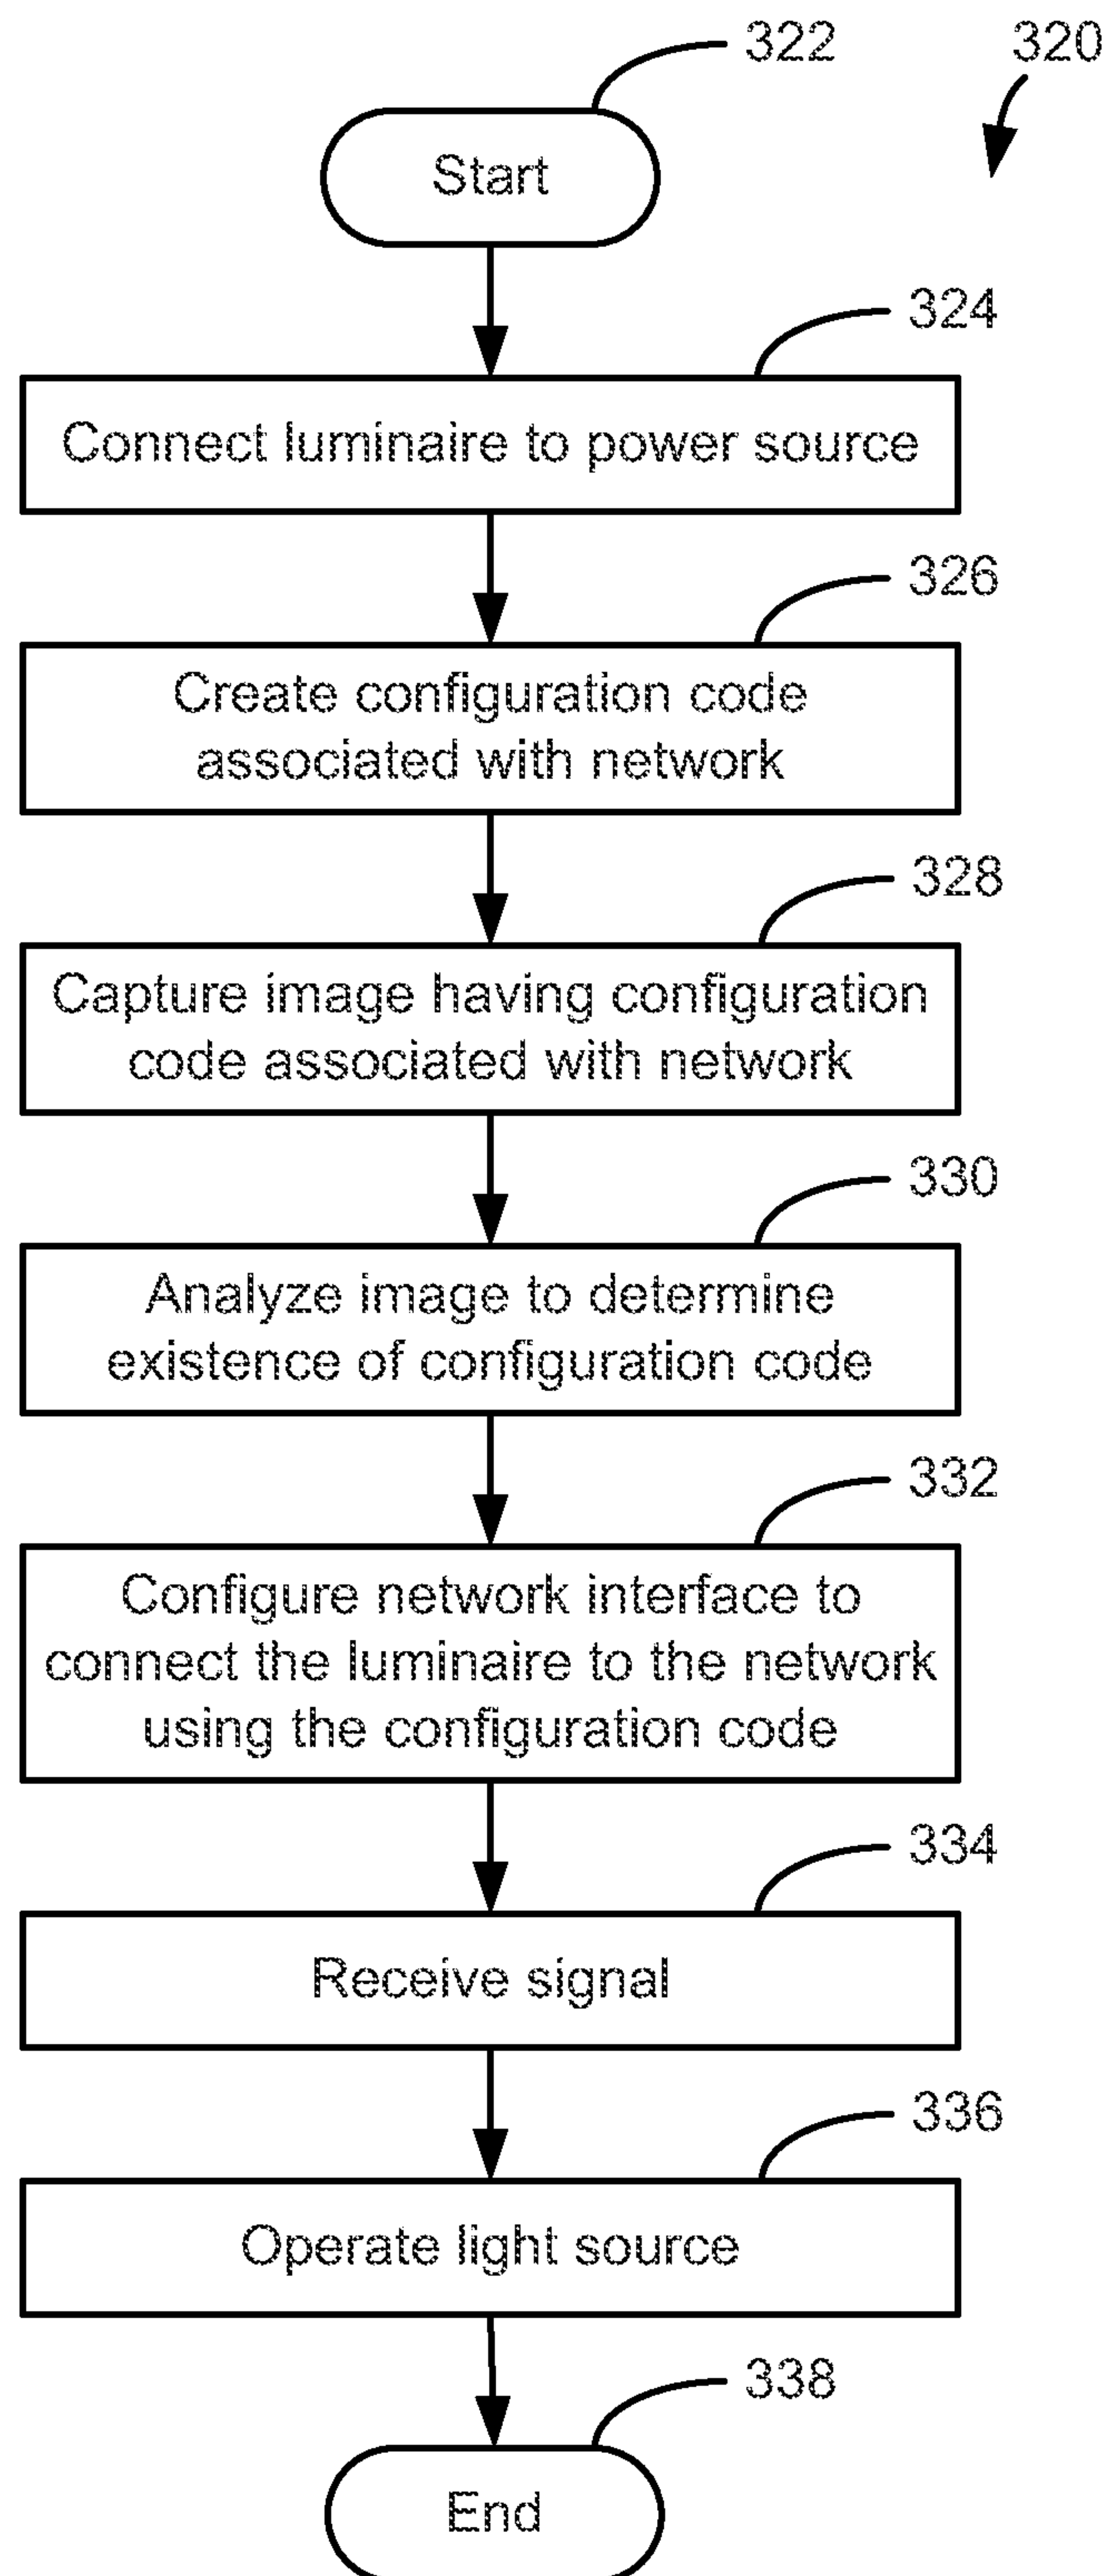 322
320
Start
324
Connect luminaire to power source
326
Create configuration code
associated with network
328
Capture image having configuration
code associated with network
330
Analyze image to determine
existence of configuration code
332
Configure network interface to
connect the luminaire to the network
using the configuration code
334
Receive signal
336
Operate light source
338
End